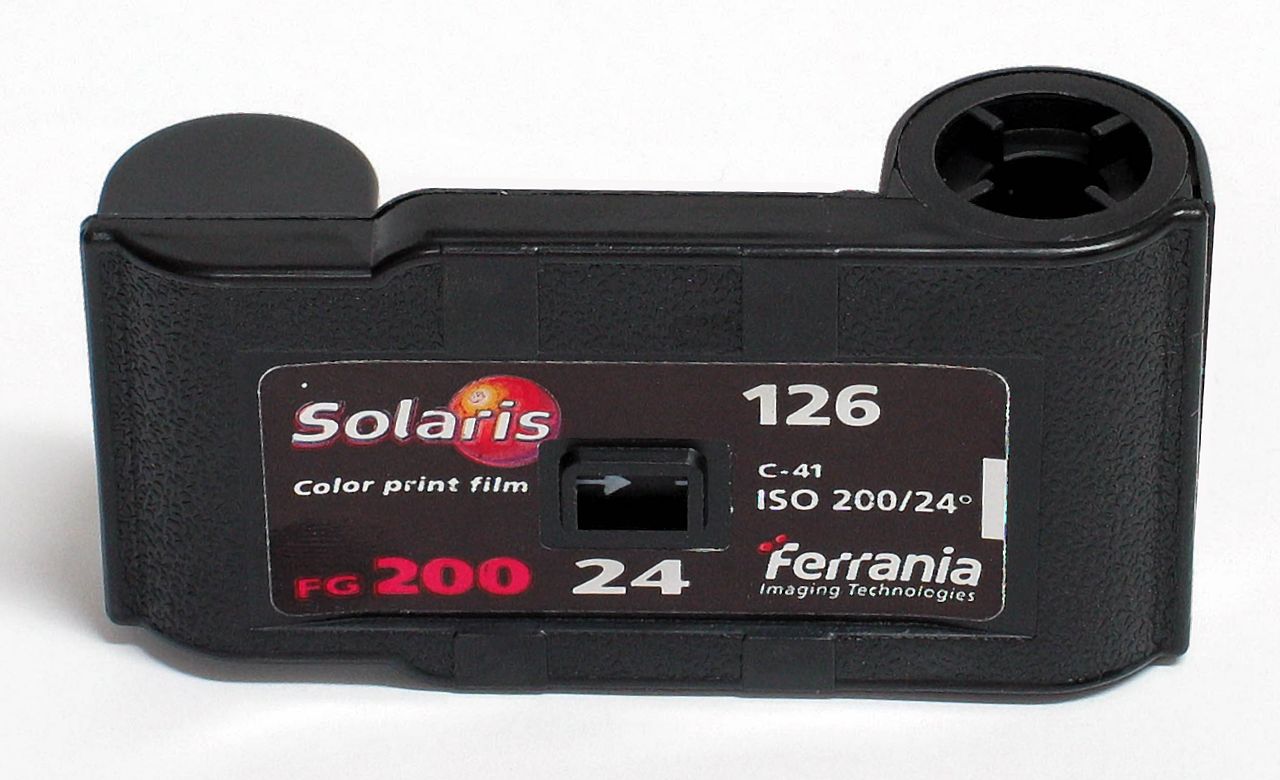 Solaris
Color print film
FG 200
24
126
C-41
ISO 200/24°
Ferrania
Imaging Technologies